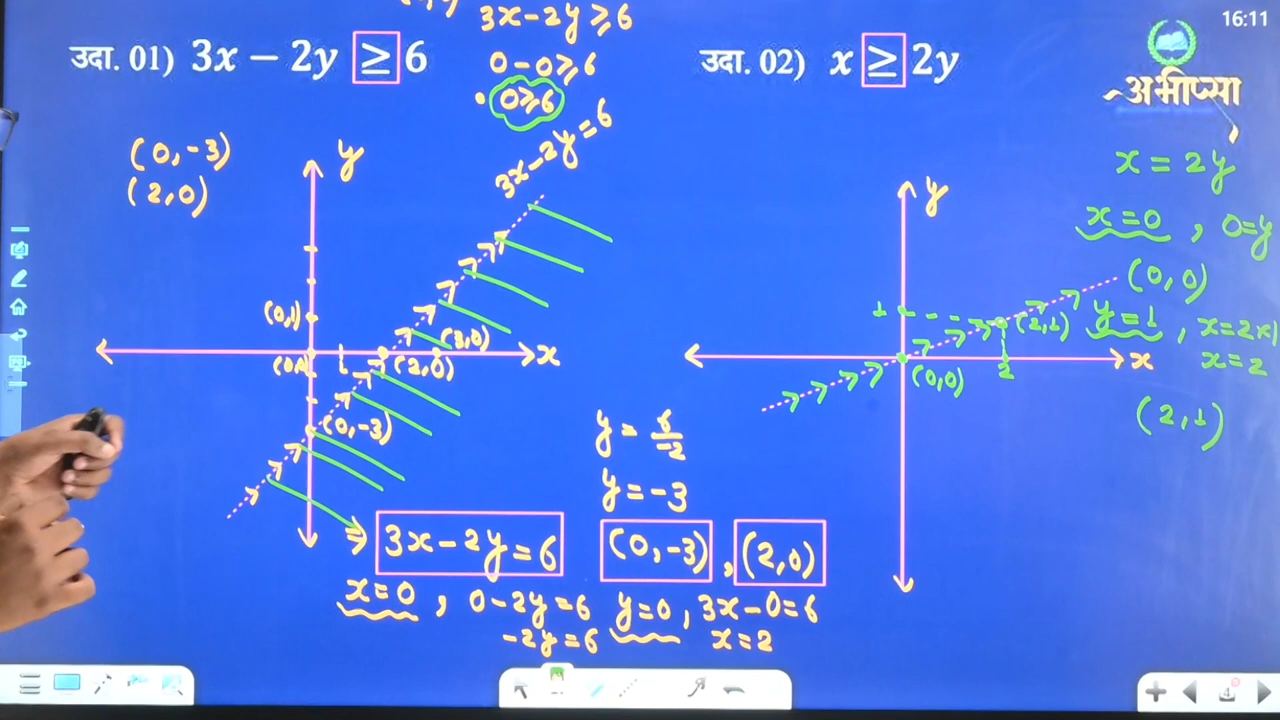 16:11
3x-2y ≥ 6
उदा. 01) 3x − 2y ≥ 6
0-0 ≥ 6
0 ≥ 6
3x-2y=6
(0,-3)
(2,0)
y
(0,1)
(3,0)
x
(2,0)
(0,-3)
y = 6/-2
y = -3
⇒ 3x-2y=6 (0,-3), (2,0)
x=0, 0-2y=6 y=0, 3x-0=6
-2y=6 x=2
उदा. 02) x ≥ 2y
अभीप्सा
x = 2y
x=0, 0=y
(0,0)
y
1
(2,1)
y=1, x=2×1
x=2
x
(0,0)
2
(2,1)